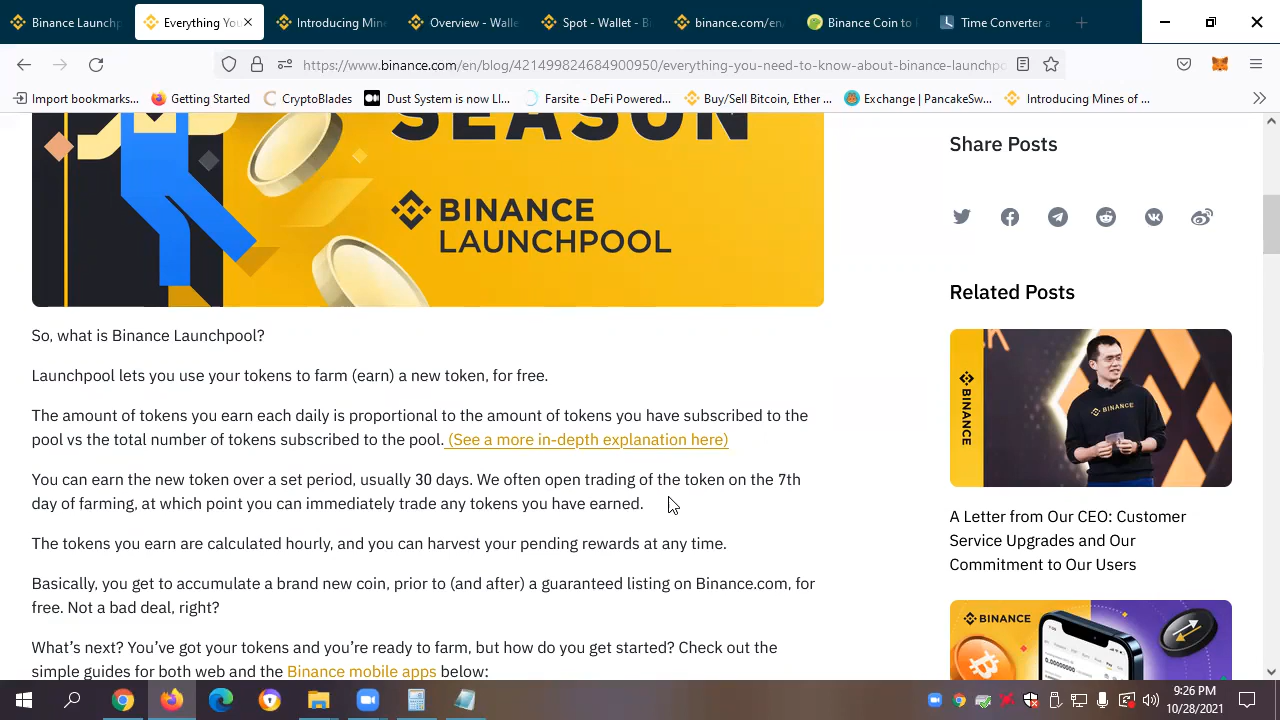 Binance Launchp
Everything You
Introducing Mine
Overview - Walle
Spot - Wallet - B
binance.com/en/
Binance Coin to
Time Converter a
https://www.binance.com/en/blog/421499824684900950/everything-you-need-to-know-about-binance-launchpo
Import bookmarks...
Getting Started
CryptoBlades
Dust System is now LI...
Farsite - DeFi Powered...
Buy/Sell Bitcoin, Ether ...
Exchange | PancakeSw...
Introducing Mines of ...
SEASON
BINANCE
LAUNCHPOOL
So, what is Binance Launchpool?
Launchpool lets you use your tokens to farm (earn) a new token, for free.
The amount of tokens you earn each daily is proportional to the amount of tokens you have subscribed to the
pool vs the total number of tokens subscribed to the pool. (See a more in-depth explanation here)
You can earn the new token over a set period, usually 30 days. We often open trading of the token on the 7th
day of farming, at which point you can immediately trade any tokens you have earned.
The tokens you earn are calculated hourly, and you can harvest your pending rewards at any time.
Basically, you get to accumulate a brand new coin, prior to (and after) a guaranteed listing on Binance.com, for
free. Not a bad deal, right?
What's next? You've got your tokens and you're ready to farm, but how do you get started? Check out the
simple guides for both web and the Binance mobile apps below:
Share Posts
Related Posts
BINANCE
BINANCE
A Letter from Our CEO: Customer
Service Upgrades and Our
Commitment to Our Users
BINANCE
9:26 PM
10/28/2021